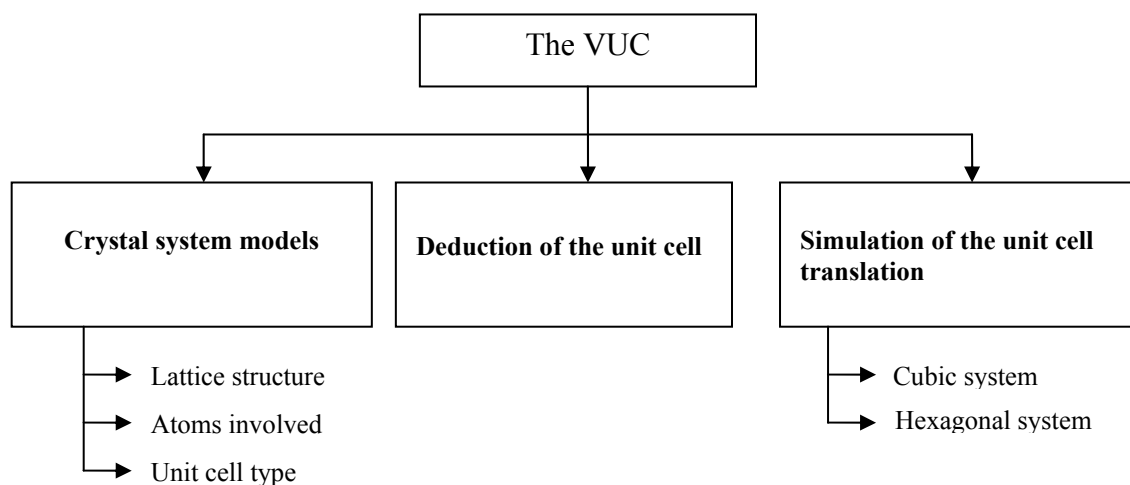 The VUC
Crystal system models
Deduction of the unit cell
Simulation of the unit cell
translation
Lattice structure
Atoms involved
Unit cell type
Cubic system
Hexagonal system